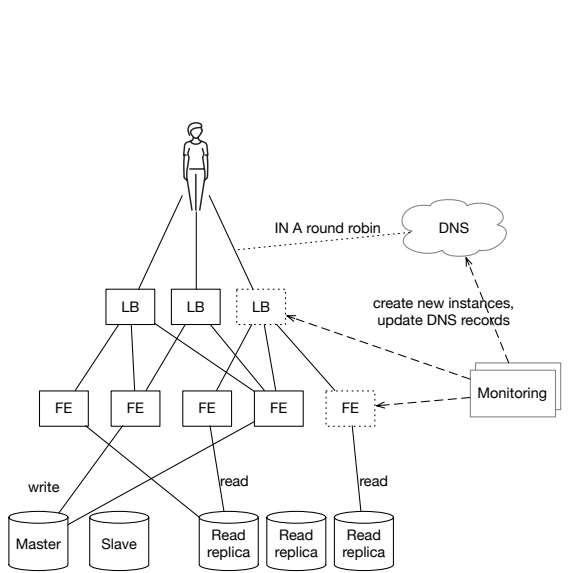 IN A round robin
DNS
LB
LB
LB
create new instances,
update DNS records
Monitoring
FE
FE
FE
FE
FE
write
read
read
Master
Slave
Read
replica
Read
replica
Read
replica